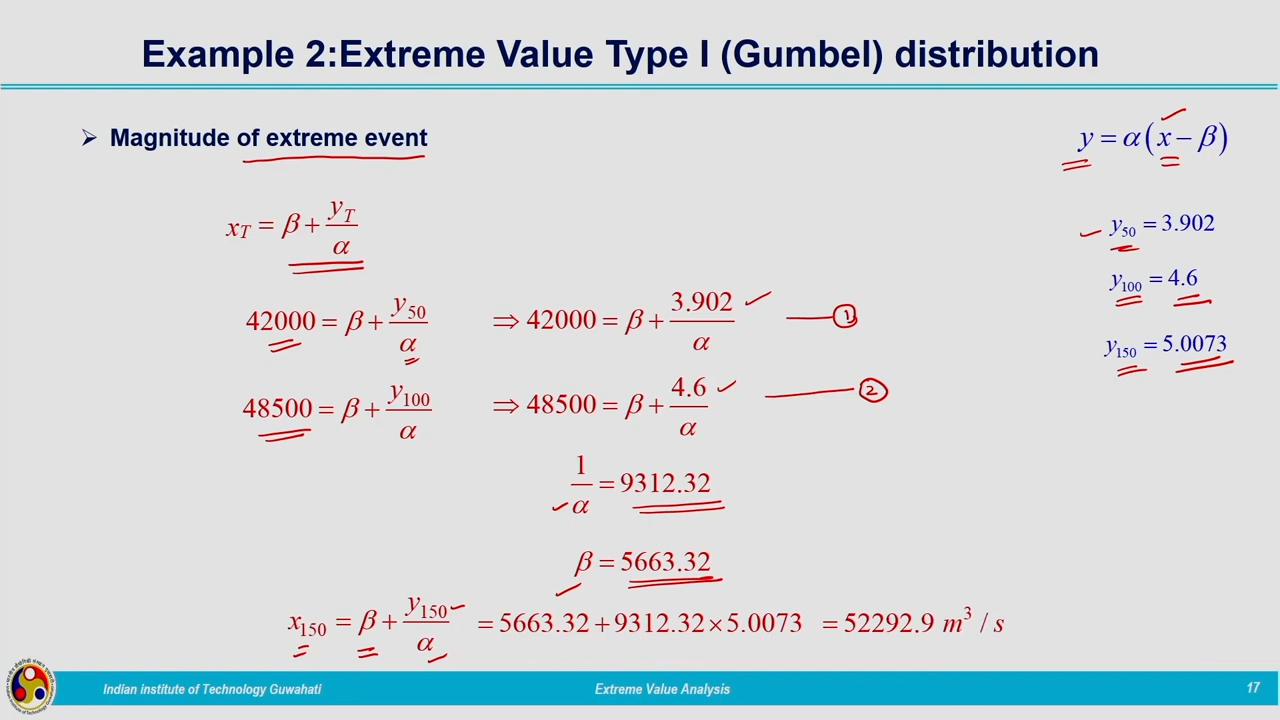 Example 2:Extreme Value Type I (Gumbel) distribution
➢ Magnitude of extreme event
y = α(x − β)
x_T = β + y_T/α
y_50 = 3.902
y_100 = 4.6
y_150 = 5.0073
42000 = β + y_50/α ⇒ 42000 = β + 3.902/α ①
48500 = β + y_100/α ⇒ 48500 = β + 4.6/α ②
1/α = 9312.32
β = 5663.32
x_150 = β + y_150/α = 5663.32 + 9312.32 × 5.0073 = 52292.9 m³ / s
Indian institute of Technology Guwahati
Extreme Value Analysis
17